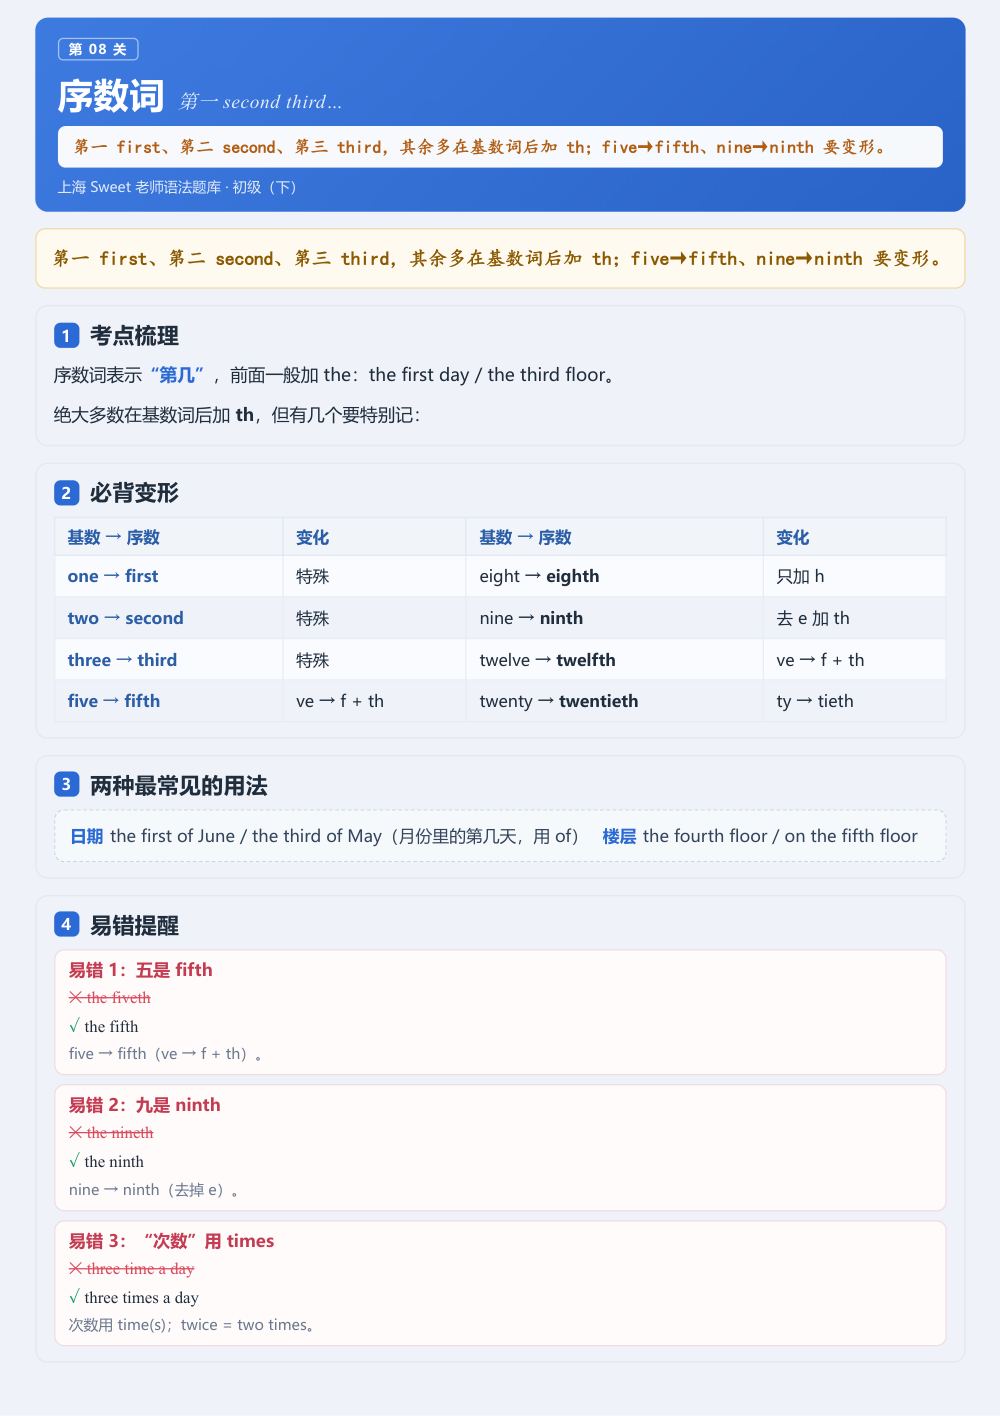 第 08 关
序数词 第一 second third…
第一 first、第二 second、第三 third，其余多在基数词后加 th；five→fifth、nine→ninth 要变形。
上海 Sweet 老师语法题库 · 初级（下）
第一 first、第二 second、第三 third，其余多在基数词后加 th；five→fifth、nine→ninth 要变形。
1 考点梳理
序数词表示“第几”，前面一般加 the：the first day / the third floor。
绝大多数在基数词后加 th，但有几个要特别记：
2 必背变形
基数 → 序数 变化 基数 → 序数 变化
one → first 特殊 eight → eighth 只加 h
two → second 特殊 nine → ninth 去 e 加 th
three → third 特殊 twelve → twelfth ve → f + th
five → fifth ve → f + th twenty → twentieth ty → tieth
3 两种最常见的用法
日期 the first of June / the third of May（月份里的第几天，用 of） 楼层 the fourth floor / on the fifth floor
4 易错提醒
易错 1：五是 fifth
✕ the fiveth
✓ the fifth
five → fifth（ve → f + th）。
易错 2：九是 ninth
✕ the nineth
✓ the ninth
nine → ninth（去掉 e）。
易错 3：“次数”用 times
✕ three time a day
✓ three times a day
次数用 time(s)；twice = two times。